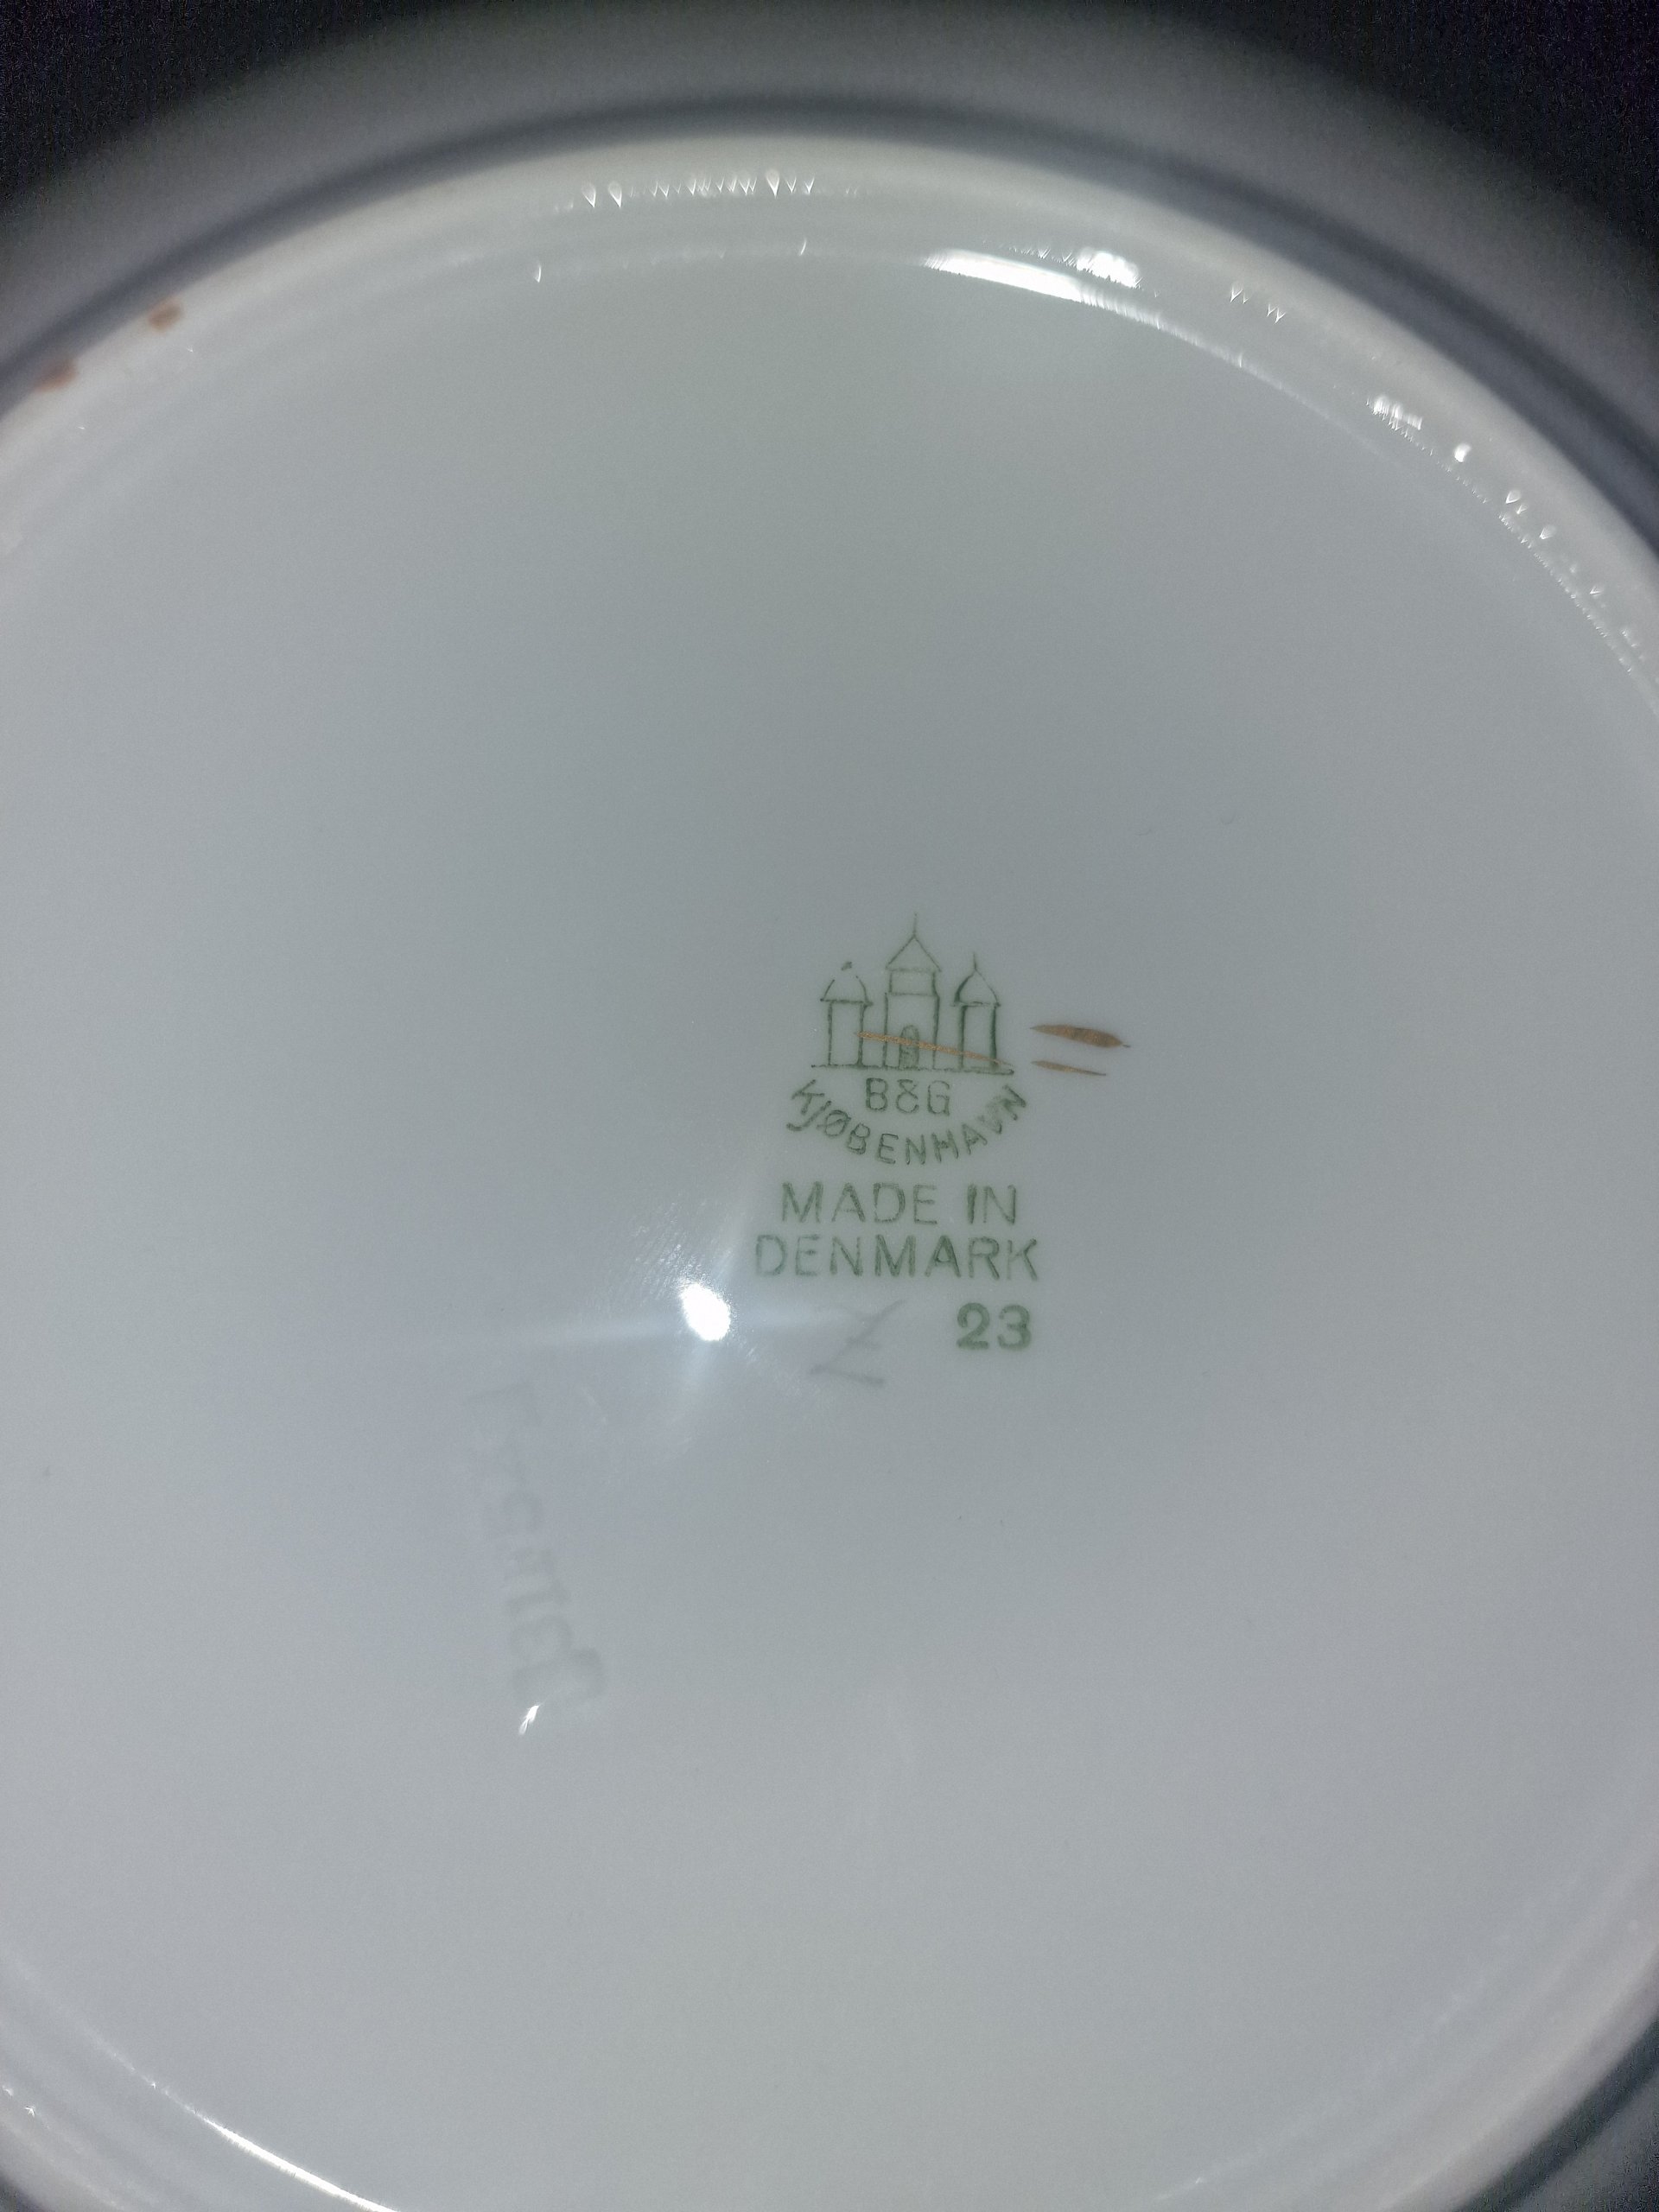 B&G
KJØBENHAVN
MADE IN
DENMARK
23